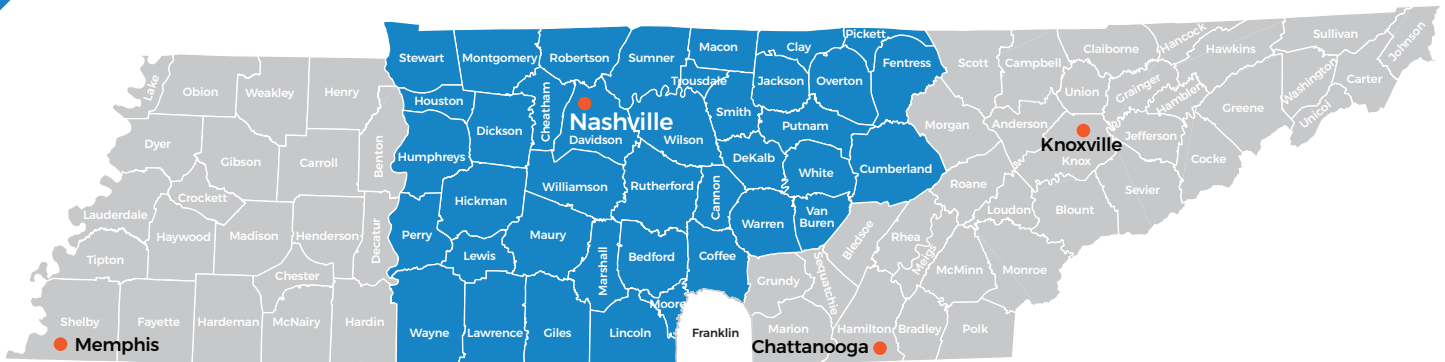 Stewart
Montgomery
Robertson
Sumner
Macon
Clay
Pickett
Fentress
Scott
Campbell
Claiborne
Hancock
Hawkins
Sullivan
Johnson
Lake
Obion
Weakley
Henry
Houston
Dickson
Cheatham
Nashville
Davidson
Wilson
Trousdale
Smith
Jackson
Overton
Putnam
Morgan
Anderson
Union
Grainger
Hamblen
Greene
Washington
Unicoi
Carter
Dyer
Gibson
Carroll
Benton
Humphreys
Hickman
Williamson
Rutherford
Cannon
DeKalb
White
Cumberland
Roane
Knoxville
Knox
Jefferson
Cocke
Sevier
Blount
Loudon
Lauderdale
Crockett
Haywood
Madison
Henderson
Decatur
Perry
Lewis
Maury
Marshall
Bedford
Coffee
Warren
Van
Buren
Bledsoe
Rhea
Meigs
McMinn
Monroe
Tipton
Chester
Grundy
Sequatchie
Shelby
Memphis
Fayette
Hardeman
McNairy
Hardin
Wayne
Lawrence
Giles
Lincoln
Moore
Franklin
Marion
Chattanooga
Hamilton
Bradley
Polk